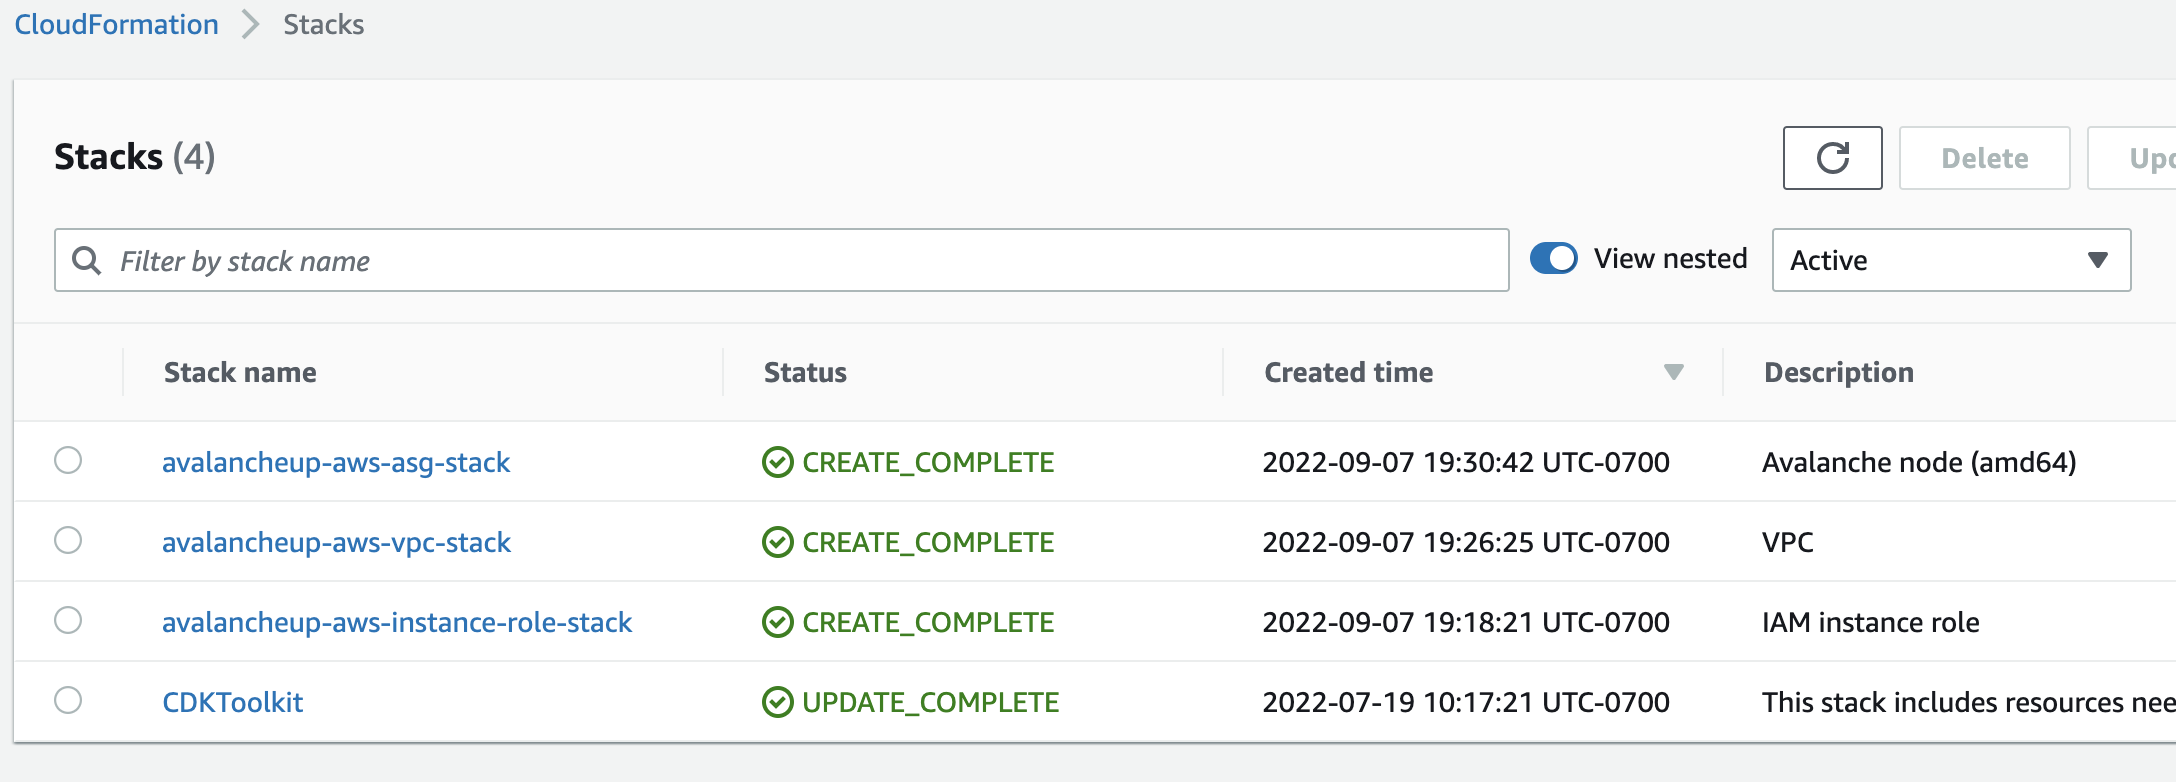 CloudFormation > Stacks
Stacks (4)
Delete
Filter by stack name
View nested
Active
Stack name Status Created time Description
avalancheup-aws-asg-stack CREATE_COMPLETE 2022-09-07 19:30:42 UTC-0700 Avalanche node (amd64)
avalancheup-aws-vpc-stack CREATE_COMPLETE 2022-09-07 19:26:25 UTC-0700 VPC
avalancheup-aws-instance-role-stack CREATE_COMPLETE 2022-09-07 19:18:21 UTC-0700 IAM instance role
CDKToolkit UPDATE_COMPLETE 2022-07-19 10:17:21 UTC-0700 This stack includes resources